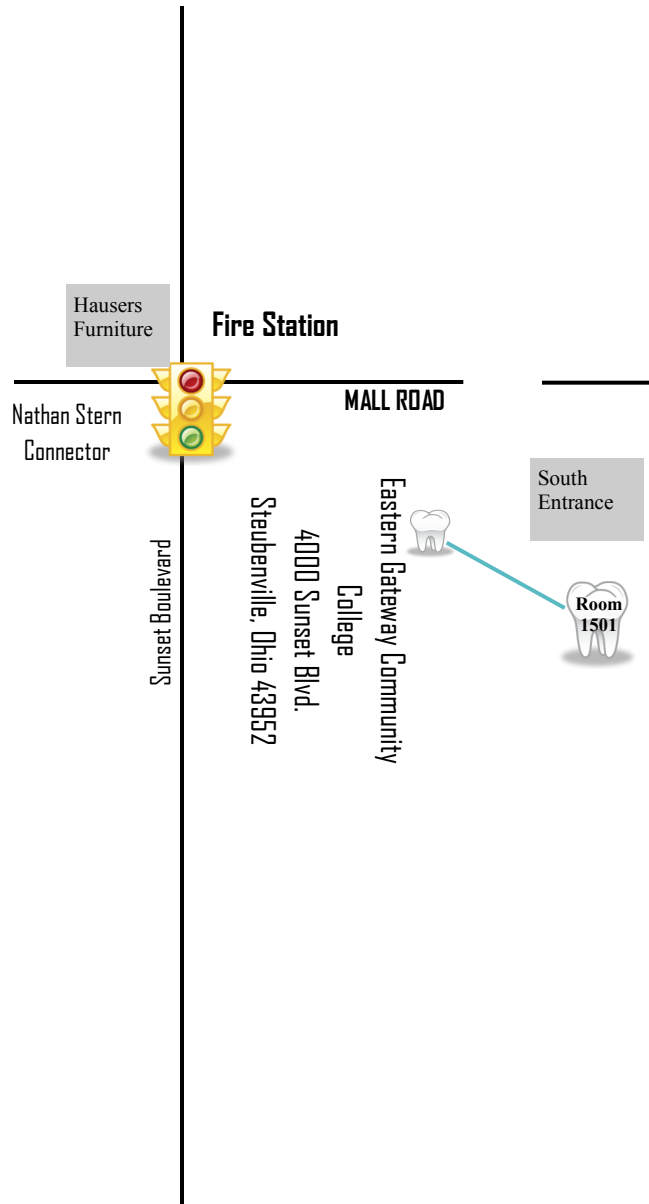 Hausers
Furniture
Fire Station
MALL ROAD
Nathan Stern
Connector
South
Entrance
Sunset Boulevard
Eastern Gateway Community
College
4000 Sunset Blvd.
Steubenville, Ohio 43952
Room
1501